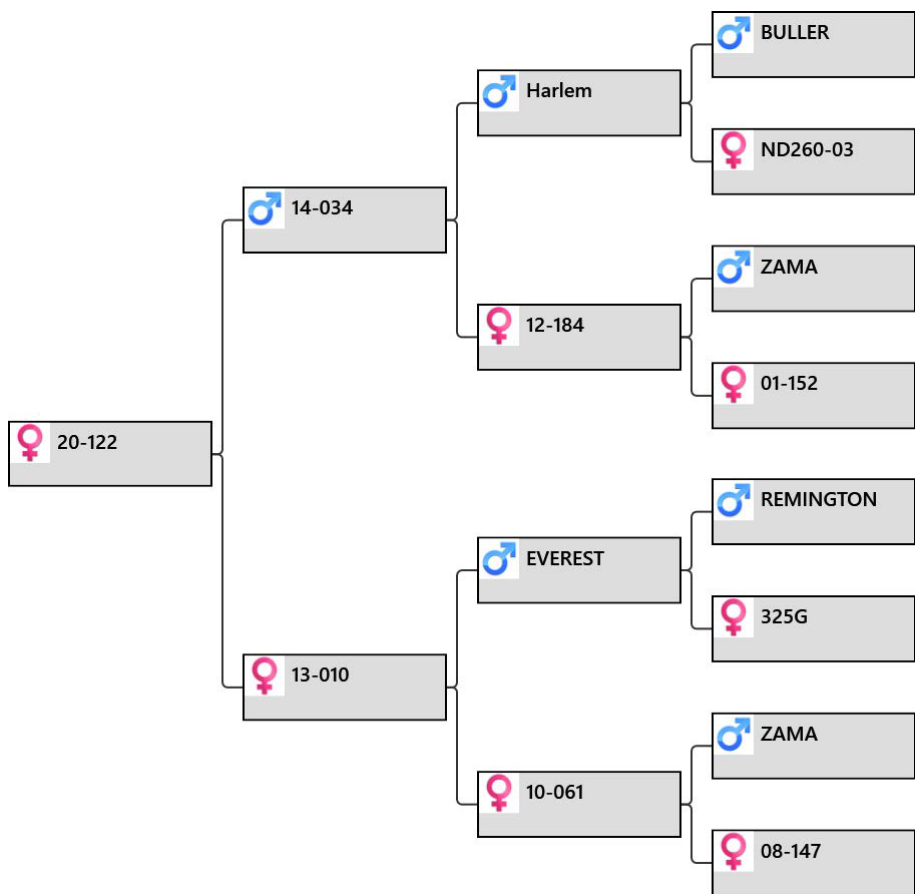 BULLER
Harlem
ND260-03
14-034
ZAMA
12-184
01-152
20-122
REMINGTON
EVEREST
325G
13-010
ZAMA
10-061
08-147